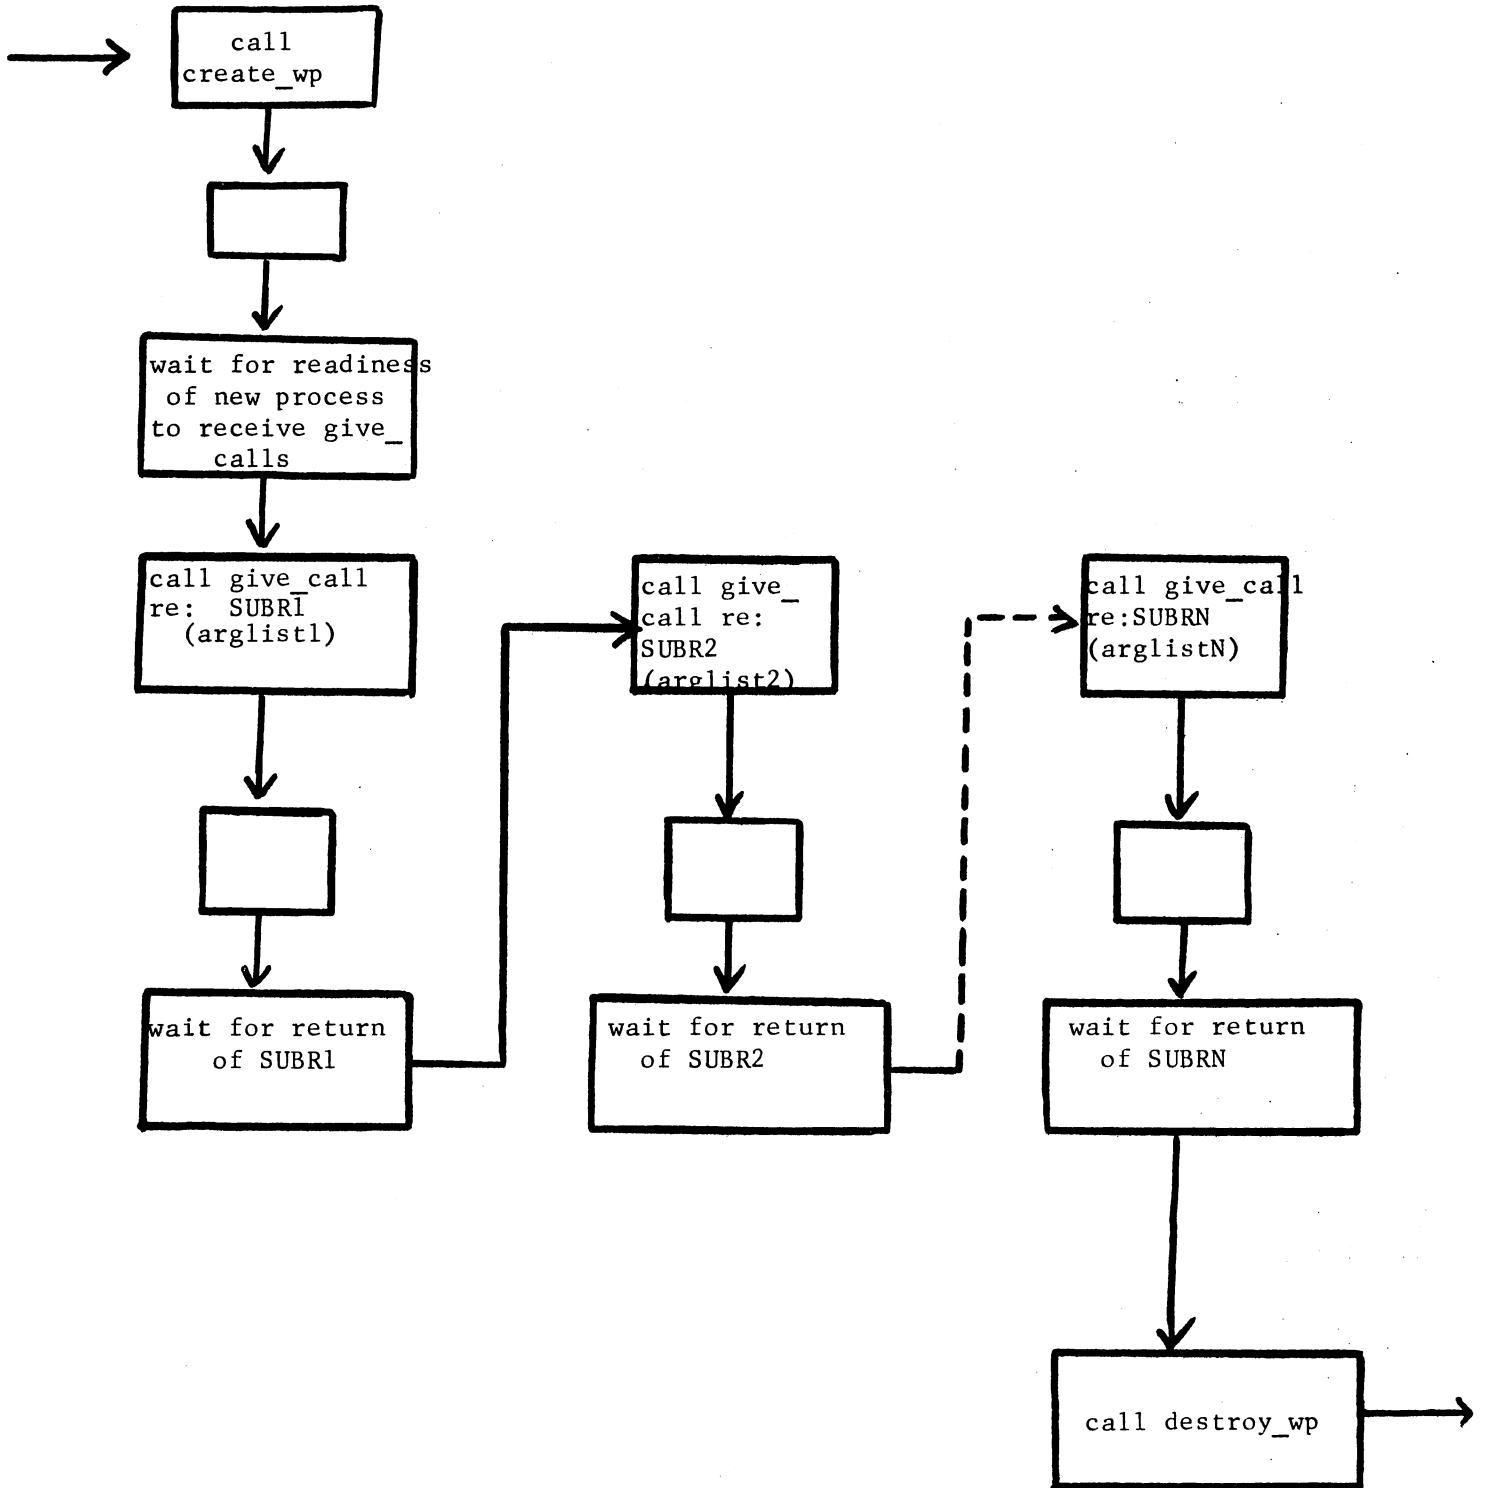 call
create_wp
wait for readiness
of new process
to receive give_
calls
call give_call
re: SUBR1
(arglist1)
wait for return
of SUBR1
call give_
call re:
SUBR2
(arglist2)
wait for return
of SUBR2
call give_call
re:SUBRN
(arglistN)
wait for return
of SUBRN
call destroy_wp